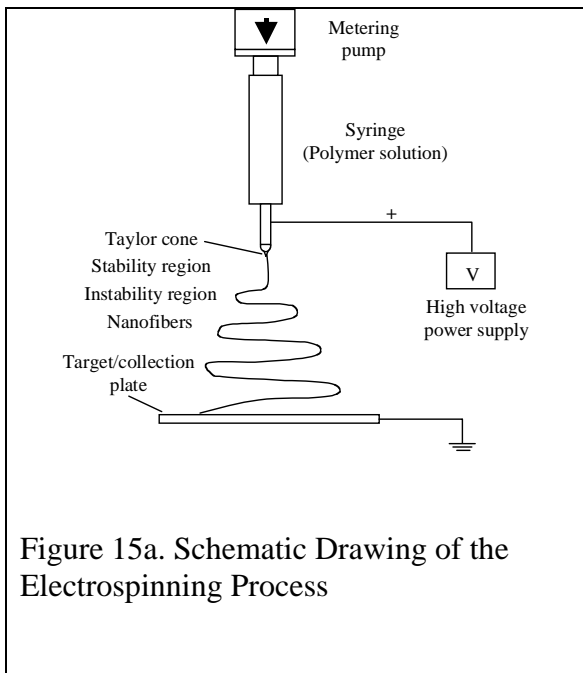 Metering
pump
Syringe
(Polymer solution)
+
Taylor cone
Stability region
Instability region
Nanofibers
V
High voltage
power supply
Target/collection
plate
Figure 15a. Schematic Drawing of the
Electrospinning Process